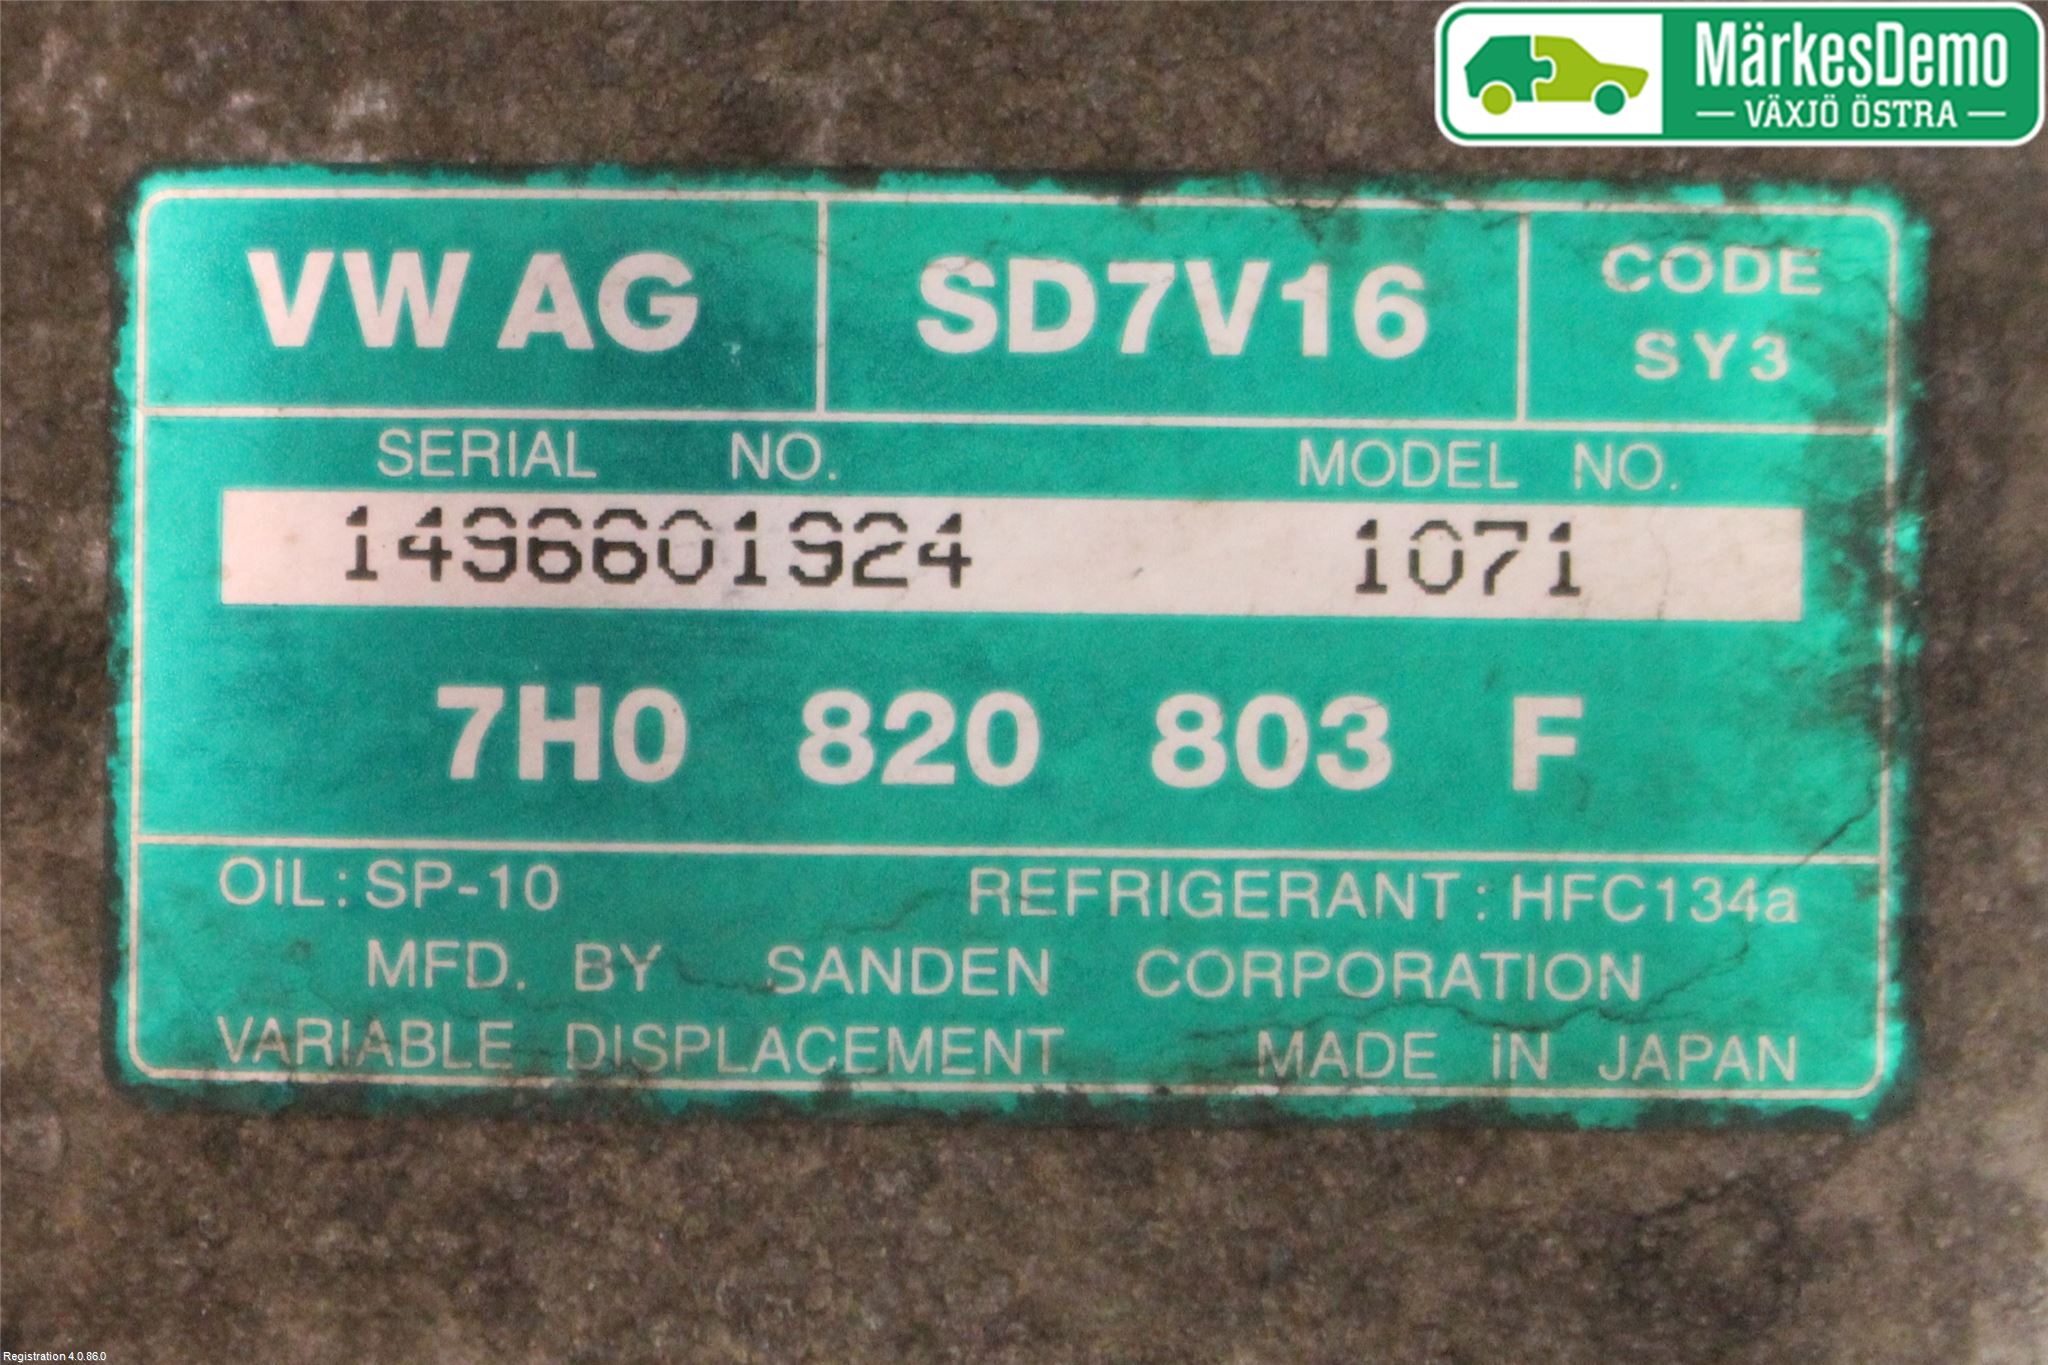 MärkesDemo
VÄXJÖ ÖSTRA
VW AG SD7V16 CODE
SY3
SERIAL NO. MODEL NO.
1496601924 1071
7H0 820 803 F
OIL: SP-10 REFRIGERANT: HFC134a
MFD. BY SANDEN CORPORATION
VARIABLE DISPLACEMENT MADE IN JAPAN
Registration 4.0.86.0